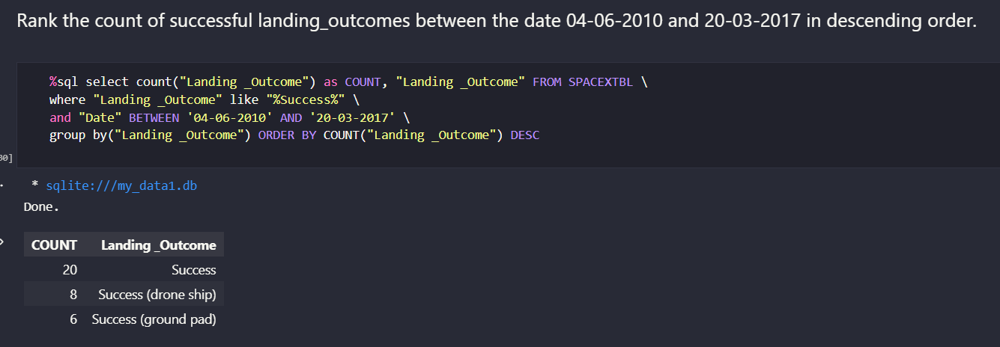 Rank the count of successful landing_outcomes between the date 04-06-2010 and 20-03-2017 in descending order.
%sql select count("Landing _Outcome") as COUNT, "Landing _Outcome" FROM SPACEXTBL \
where "Landing _Outcome" like "%Success%" \
and "Date" BETWEEN '04-06-2010' AND '20-03-2017' \
group by("Landing _Outcome") ORDER BY COUNT("Landing _Outcome") DESC
30]
* sqlite:///my_data1.db
Done.
COUNT Landing _Outcome
20 Success
8 Success (drone ship)
6 Success (ground pad)